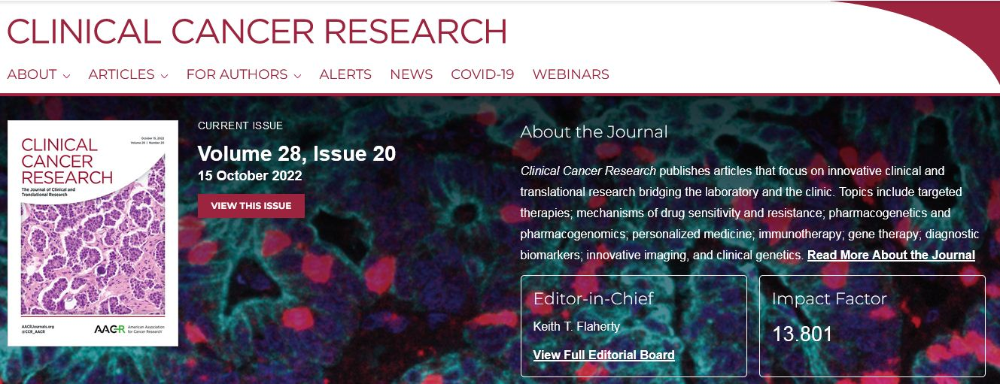 CLINICAL CANCER RESEARCH
ABOUT
ARTICLES
FOR AUTHORS
ALERTS
NEWS
COVID-19
WEBINARS
October 15, 2022
Volume 28 | Number 20
CLINICAL
CANCER
RESEARCH
The Journal of Clinical and
Translational Research
AACRJournals.org
@CCR_AACR
AACR
American Association
for Cancer Research
CURRENT ISSUE
Volume 28, Issue 20
15 October 2022
VIEW THIS ISSUE
About the Journal
Clinical Cancer Research publishes articles that focus on innovative clinical and
translational research bridging the laboratory and the clinic. Topics include targeted
therapies; mechanisms of drug sensitivity and resistance; pharmacogenetics and
pharmacogenomics; personalized medicine; immunotherapy; gene therapy; diagnostic
biomarkers; innovative imaging, and clinical genetics. Read More About the Journal
Editor-in-Chief
Keith T. Flaherty
View Full Editorial Board
Impact Factor
13.801